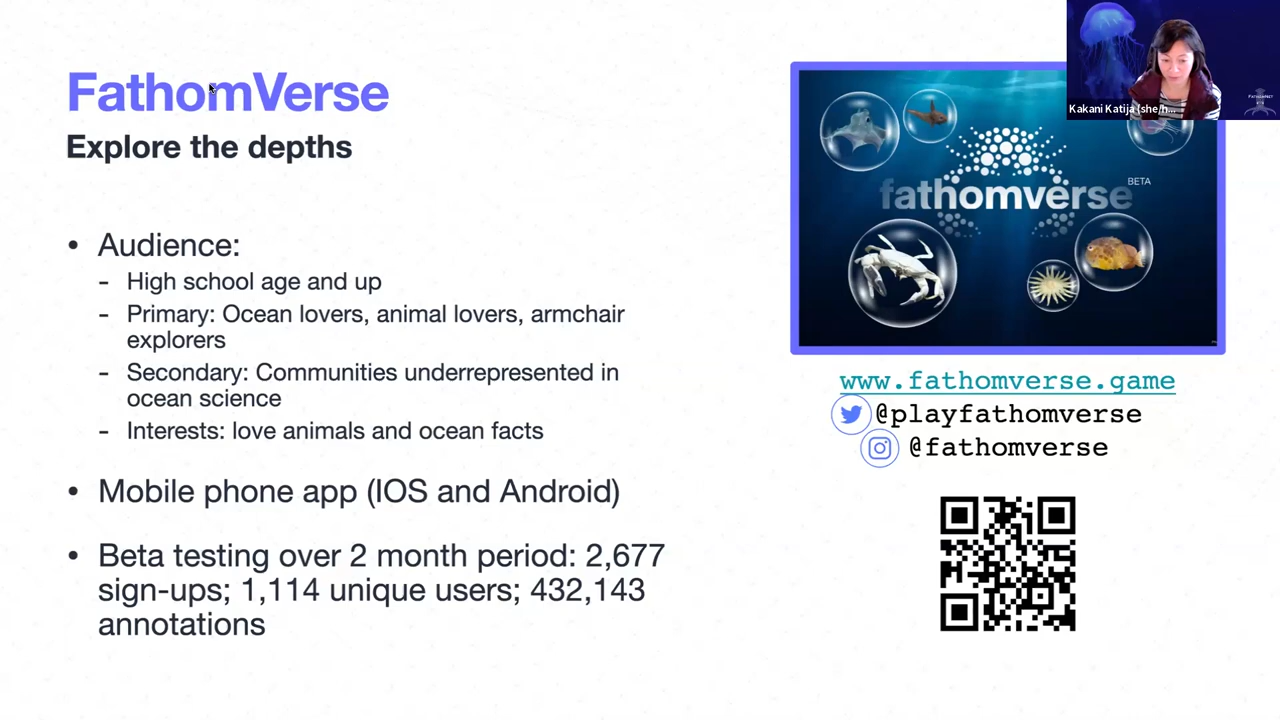 FathomVerse
Explore the depths
• Audience:
- High school age and up
- Primary: Ocean lovers, animal lovers, armchair
explorers
- Secondary: Communities underrepresented in
ocean science
- Interests: love animals and ocean facts
• Mobile phone app (IOS and Android)
• Beta testing over 2 month period: 2,677
sign-ups; 1,114 unique users; 432,143
annotations
fathomverse
BETA
www.fathomverse.game
@playfathomverse
@fathomverse
Kakani Katija (she/h...
FATHOMNET